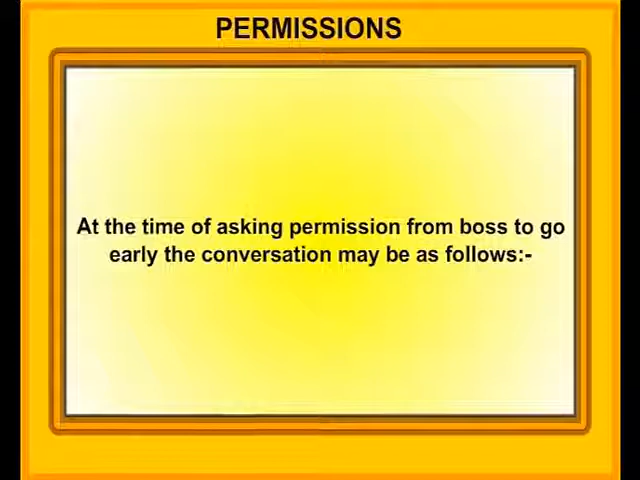 PERMISSIONS
At the time of asking permission from boss to go
early the conversation may be as follows:-